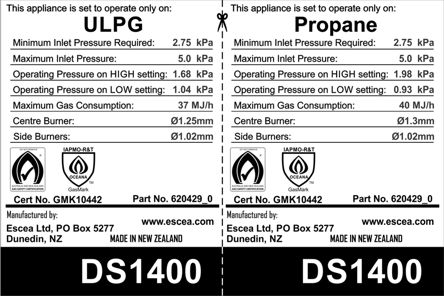 This appliance is set to operate only on:
ULPG
Minimum Inlet Pressure Required: 2.75 kPa
Maximum Inlet Pressure: 5.0 kPa
Operating Pressure on HIGH setting: 1.68 kPa
Operating Pressure on LOW setting: 1.04 kPa
Maximum Gas Consumption: 37 MJ/h
Centre Burner: Ø1.25mm
Side Burners: Ø1.02mm
IAPMO-R&T
OCEANA
GasMark
TM
Cert No. GMK10442 Part No. 620429_0
Manufactured by:
www.escea.com
Escea Ltd, PO Box 5277
Dunedin, NZ MADE IN NEW ZEALAND
DS1400
This appliance is set to operate only on:
Propane
Minimum Inlet Pressure Required: 2.75 kPa
Maximum Inlet Pressure: 5.0 kPa
Operating Pressure on HIGH setting: 1.98 kPa
Operating Pressure on LOW setting: 0.93 kPa
Maximum Gas Consumption: 40 MJ/h
Centre Burner: Ø1.3mm
Side Burners: Ø1.02mm
IAPMO-R&T
OCEANA
GasMark
TM
Cert No. GMK10442 Part No. 620429_0
Manufactured by:
www.escea.com
Escea Ltd, PO Box 5277
Dunedin, NZ MADE IN NEW ZEALAND
DS1400